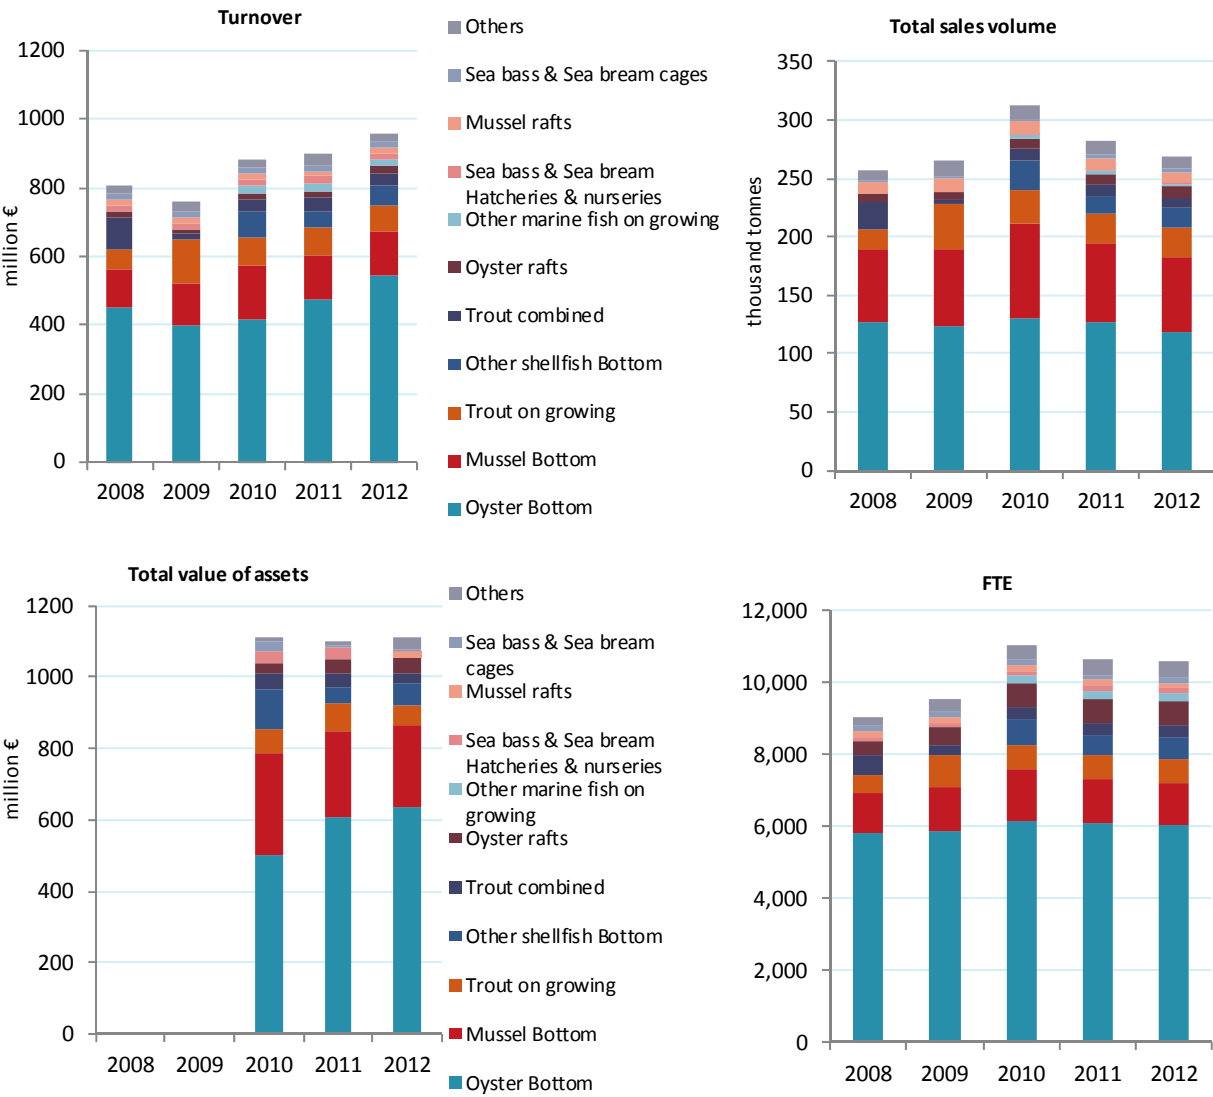 Turnover
million €
1200
1000
800
600
400
200
0
2008 2009 2010 2011 2012
Others
Sea bass & Sea bream cages
Mussel rafts
Sea bass & Sea bream
Hatcheries & nurseries
Other marine fish on growing
Oyster rafts
Trout combined
Other shellfish Bottom
Trout on growing
Mussel Bottom
Oyster Bottom
Total sales volume
thousand tonnes
350
300
250
200
150
100
50
0
2008 2009 2010 2011 2012
Total value of assets
million €
1200
1000
800
600
400
200
0
2008 2009 2010 2011 2012
Others
Sea bass & Sea bream
cages
Mussel rafts
Sea bass & Sea bream
Hatcheries & nurseries
Other marine fish on
growing
Oyster rafts
Trout combined
Other shellfish Bottom
Trout on growing
Mussel Bottom
Oyster Bottom
FTE
12,000
10,000
8,000
6,000
4,000
2,000
0
2008 2009 2010 2011 2012